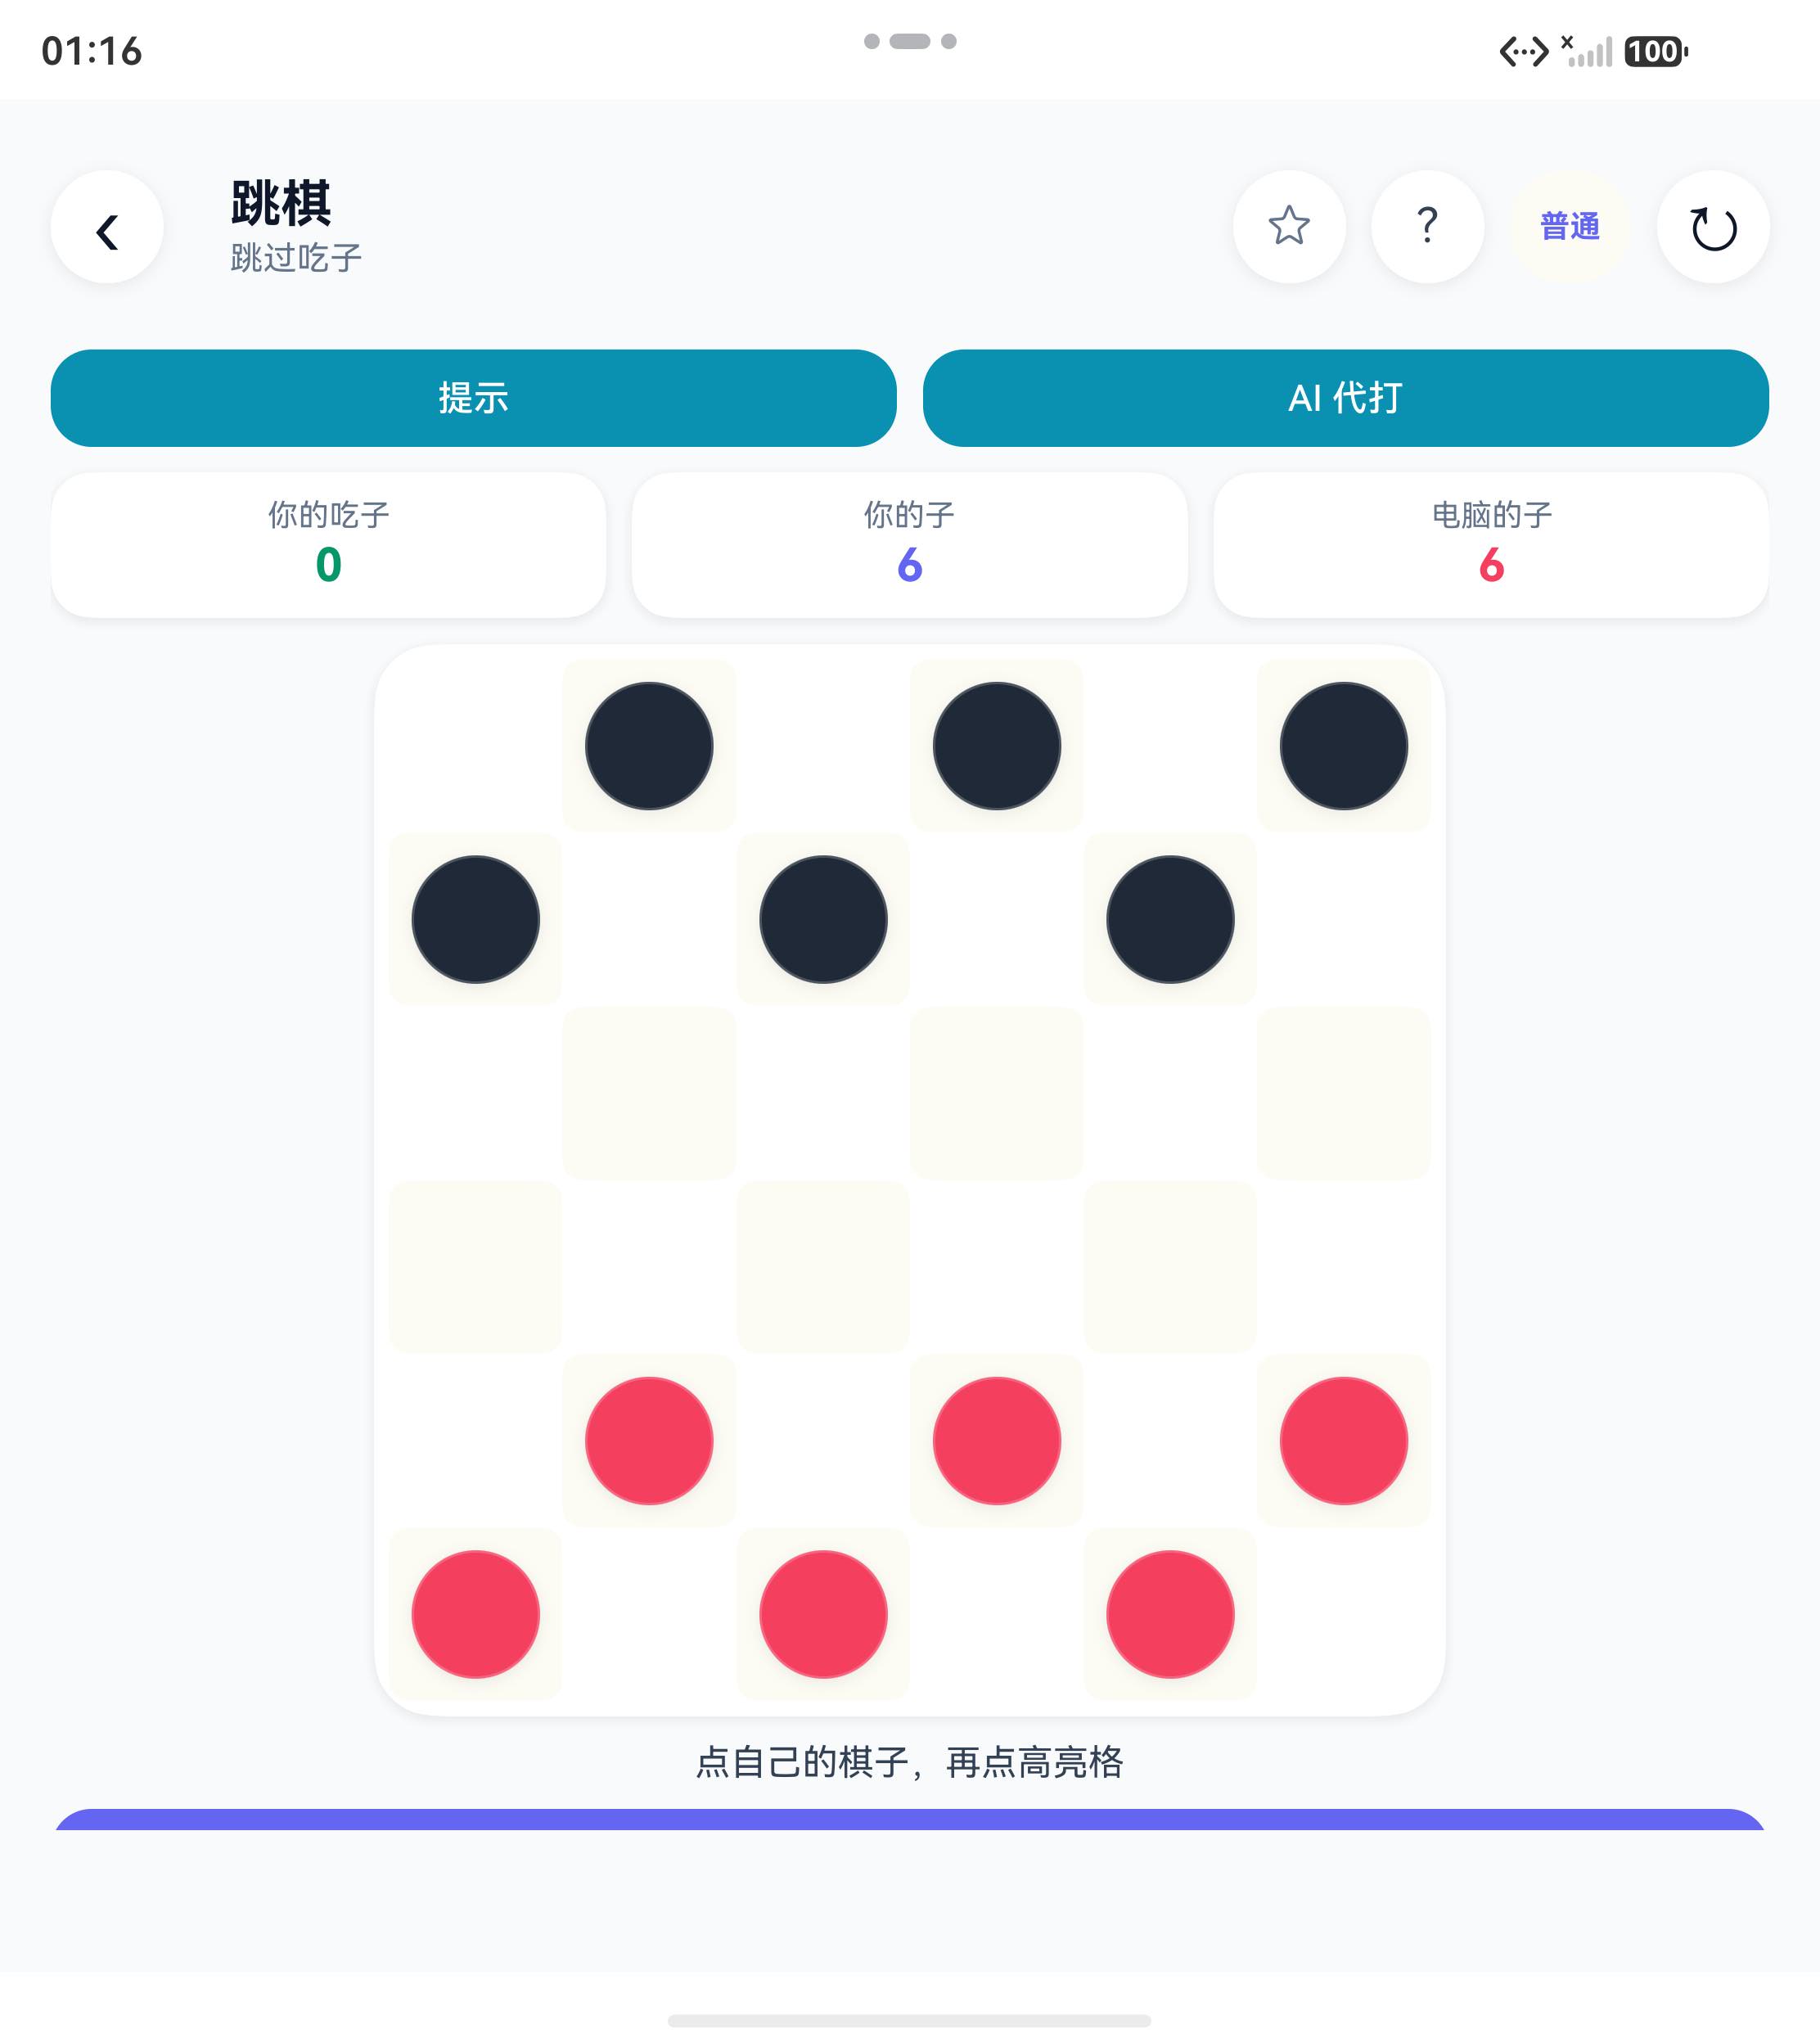 01:16
100
跳棋
跳过吃子
?
普通
提示
AI 代打
你的吃子
0
你的子
6
电脑的子
6
点自己的棋子，再点高亮格